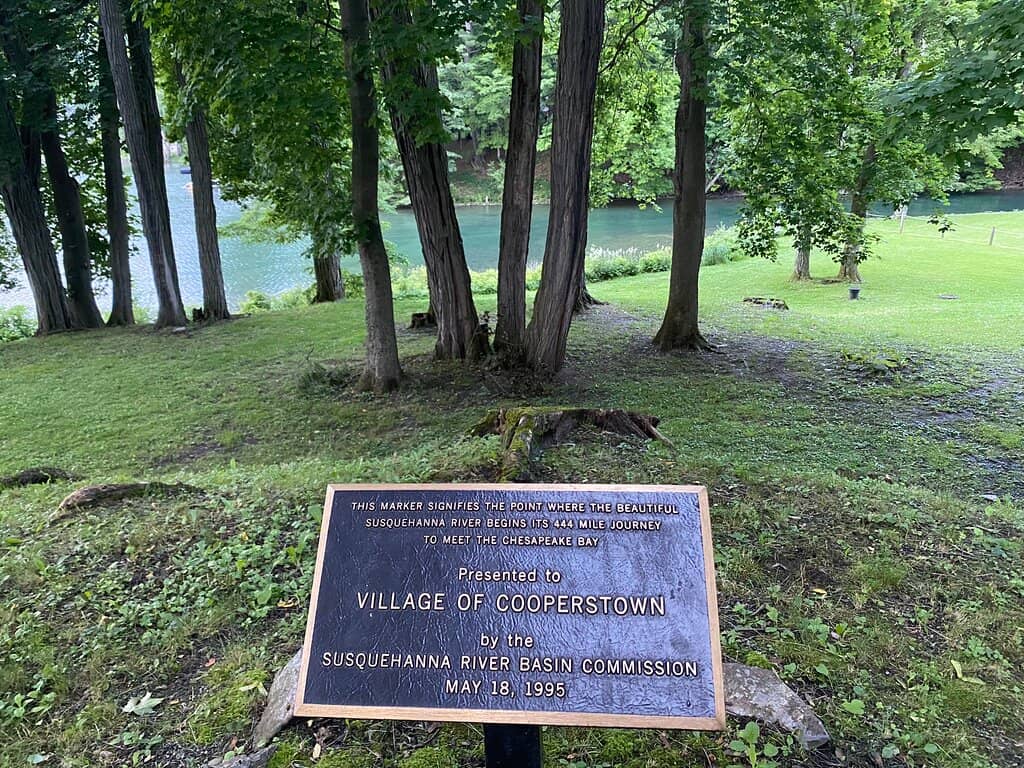 THIS MARKER SIGNIFIES THE POINT WHERE THE BEAUTIFUL
SUSQUEHANNA RIVER BEGINS ITS 444 MILE JOURNEY
TO MEET THE CHESAPEAKE BAY
Presented to
VILLAGE OF COOPERSTOWN
by the
SUSQUEHANNA RIVER BASIN COMMISSION
MAY 18, 1995